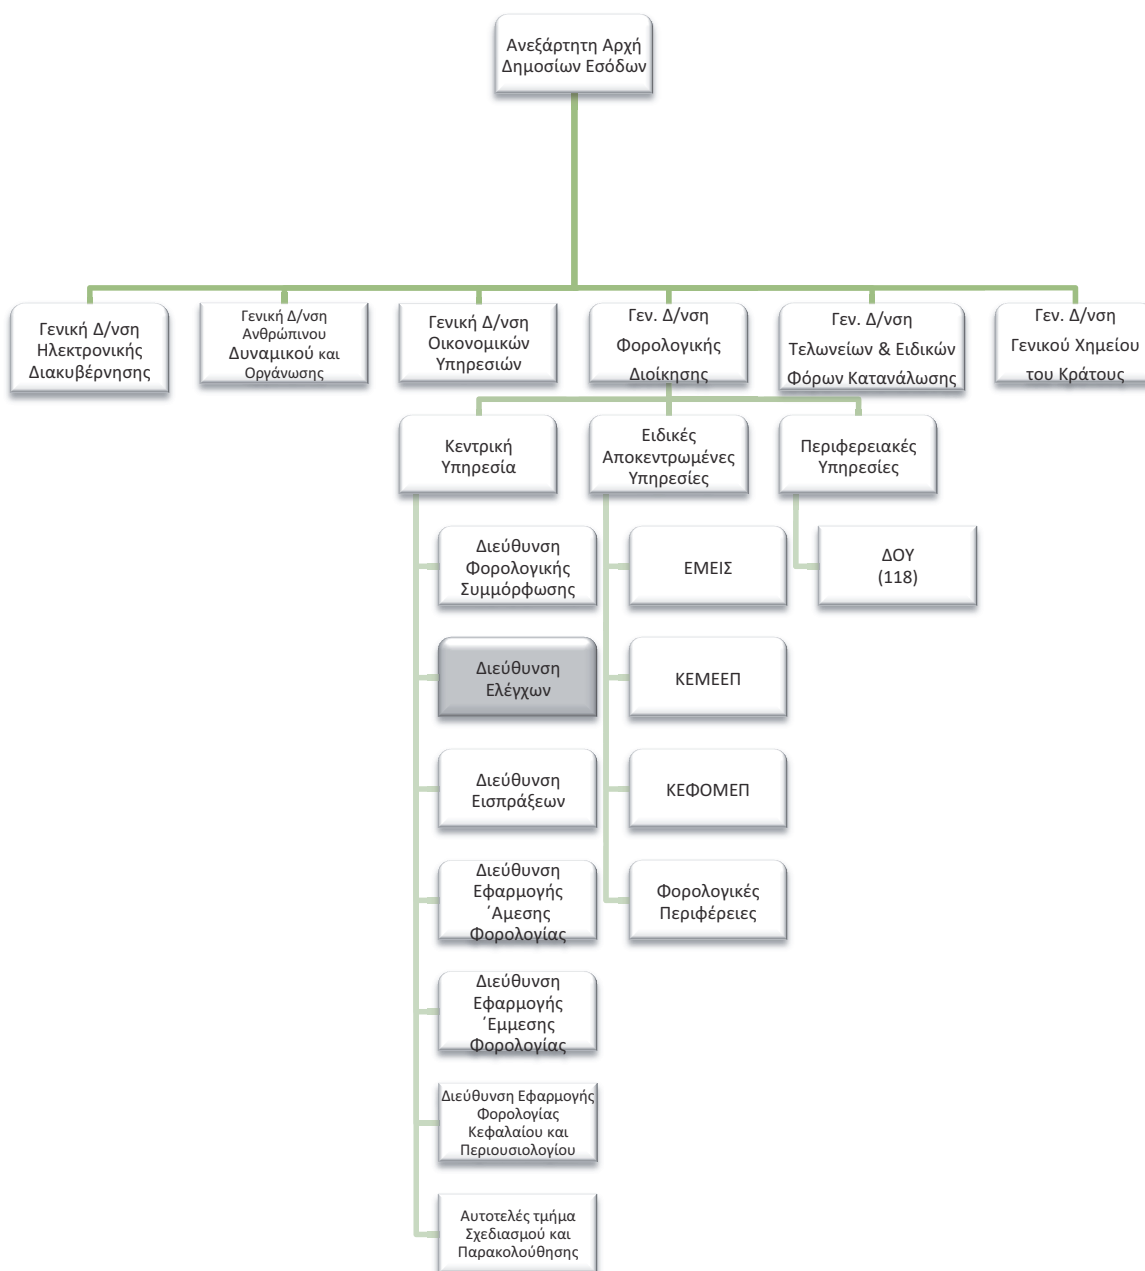 Ανεξάρτητη Αρχή
Δημοσίων Εσόδων
Γενική Δ/νση
Ηλεκτρονικής
Διακυβέρνησης
Γενική Δ/νση
Ανθρώπινου
Δυναμικού και
Οργάνωσης
Γενική Δ/νση
Οικονομικών
Υπηρεσιών
Γεν. Δ/νση
Φορολογικής
Διοίκησης
Γεν. Δ/νση
Τελωνείων & Ειδικών
Φόρων Κατανάλωσης
Γεν. Δ/νση
Γενικού Χημείου
του Κράτους
Κεντρική
Υπηρεσία
Ειδικές
Αποκεντρωμένες
Υπηρεσίες
Περιφερειακές
Υπηρεσίες
Διεύθυνση
Φορολογικής
Συμμόρφωσης
ΕΜΕΙΣ
ΔΟΥ
(118)
Διεύθυνση
Ελέγχων
ΚΕΜΕΕΠ
Διεύθυνση
Εισπράξεων
ΚΕΦΟΜΕΠ
Διεύθυνση
Εφαρμογής
΄Αμεσης
Φορολογίας
Φορολογικές
Περιφέρειες
Διεύθυνση
Εφαρμογής
΄Εμμεσης
Φορολογίας
Διεύθυνση Εφαρμογής
Φορολογίας
Κεφαλαίου και
Περιουσιολογίου
Αυτοτελές τμήμα
Σχεδιασμού και
Παρακολούθησης